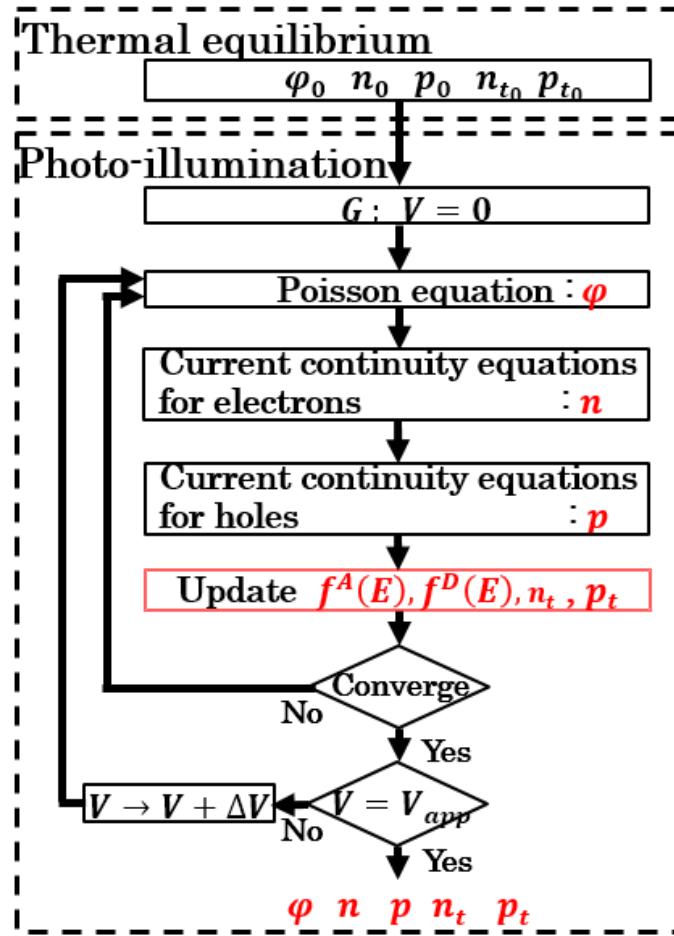 Thermal equilibrium
φ₀ n₀ p₀ nₜ₀ pₜ₀
Photo-illumination
G: V = 0
Poisson equation : φ
Current continuity equations
for electrons : n
Current continuity equations
for holes : p
Update f^A(E), f^D(E), nₜ, pₜ
Converge
No
Yes
V → V + ΔV
No
V = V_app
Yes
φ n p nₜ pₜ